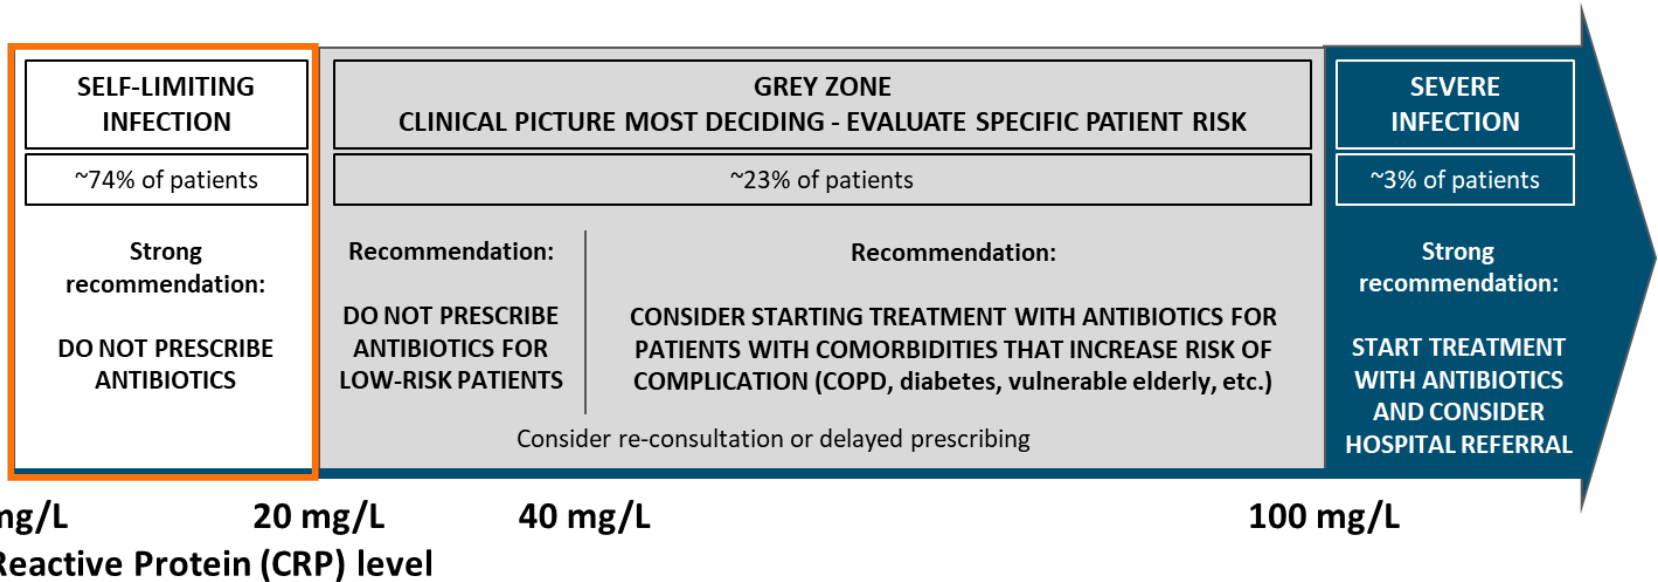 SELF-LIMITING
INFECTION
~74% of patients
Strong
recommendation:
DO NOT PRESCRIBE
ANTIBIOTICS
GREY ZONE
CLINICAL PICTURE MOST DECIDING - EVALUATE SPECIFIC PATIENT RISK
~23% of patients
Recommendation:
DO NOT PRESCRIBE
ANTIBIOTICS FOR
LOW-RISK PATIENTS
Recommendation:
CONSIDER STARTING TREATMENT WITH ANTIBIOTICS FOR
PATIENTS WITH COMORBIDITIES THAT INCREASE RISK OF
COMPLICATION (COPD, diabetes, vulnerable elderly, etc.)
Consider re-consultation or delayed prescribing
SEVERE
INFECTION
~3% of patients
Strong
recommendation:
START TREATMENT
WITH ANTIBIOTICS
AND CONSIDER
HOSPITAL REFERRAL
mg/L 20 mg/L 40 mg/L 100 mg/L
Reactive Protein (CRP) level